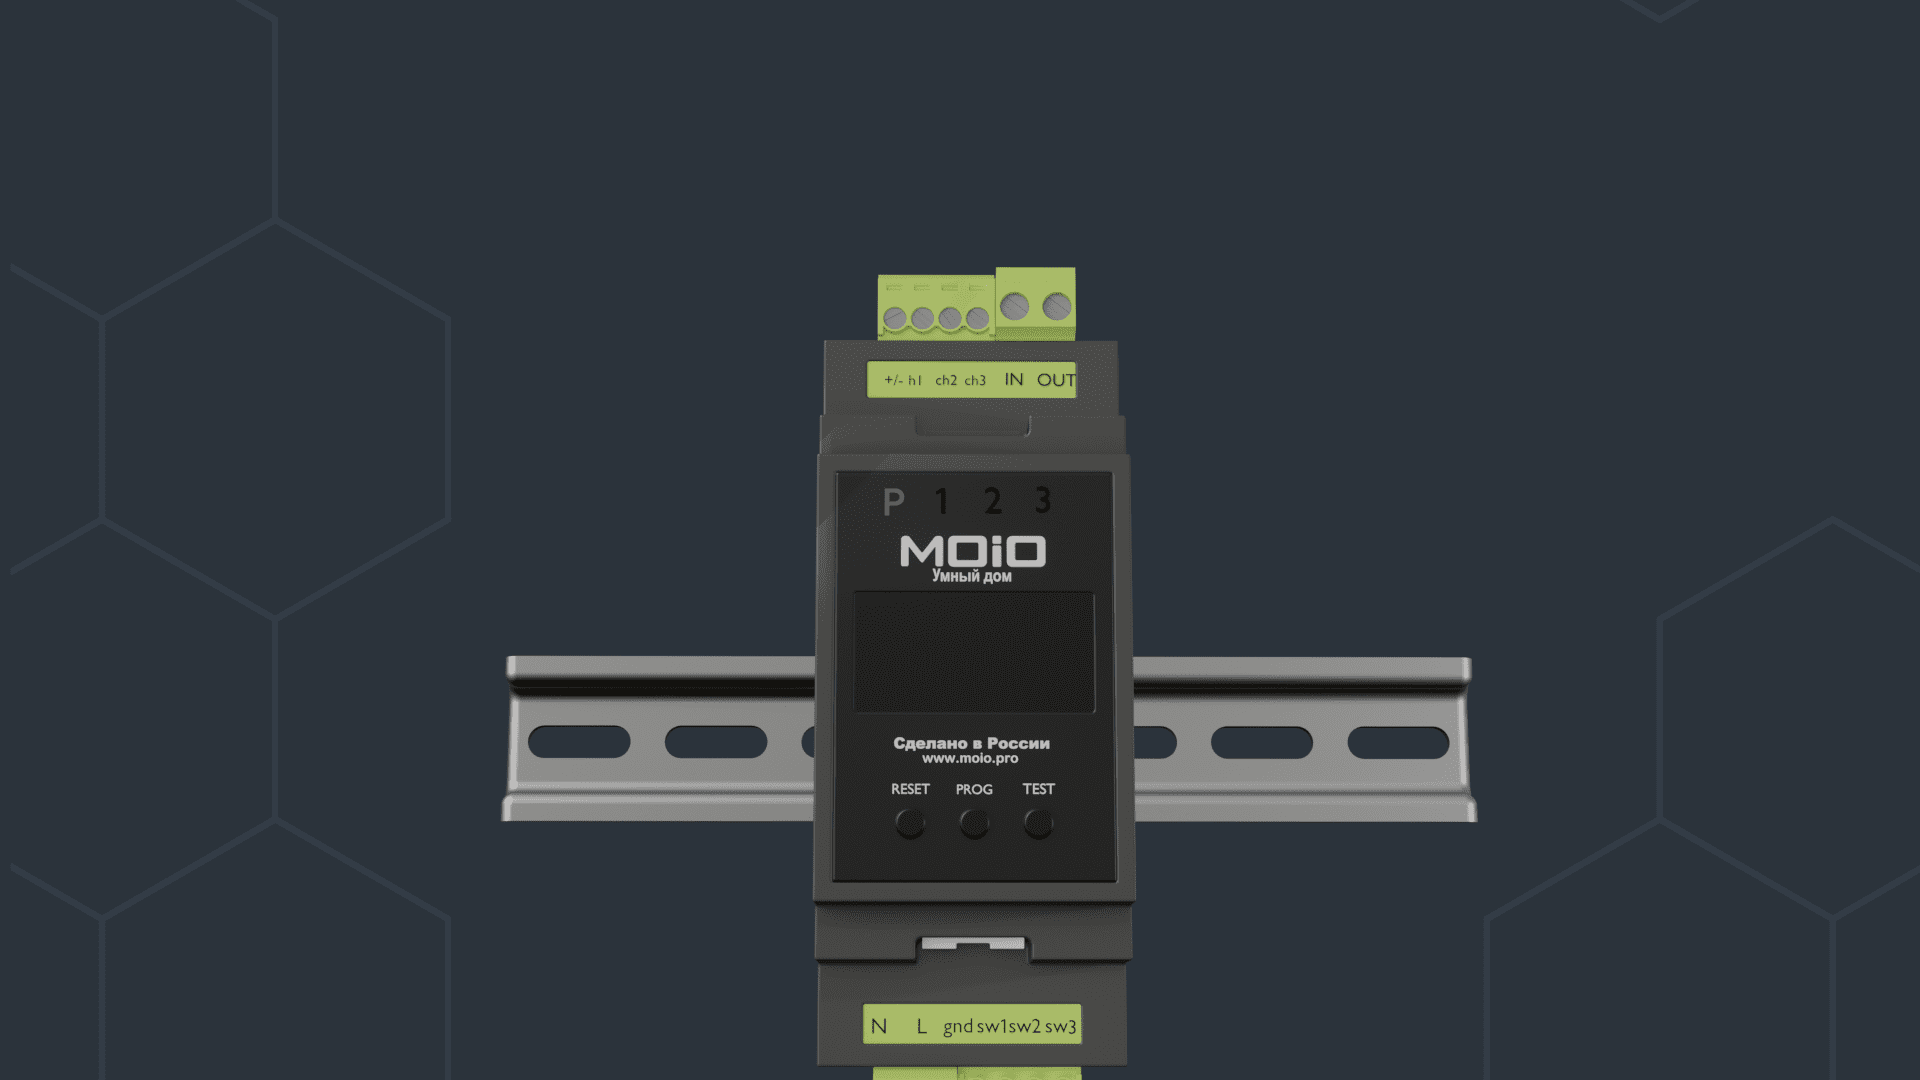 +/- h1 ch2 ch3 IN OUT
P 1 2 3
MOiO
Умный дом
Сделано в России
www.moio.pro
RESET PROG TEST
N L gnd sw1 sw2 sw3